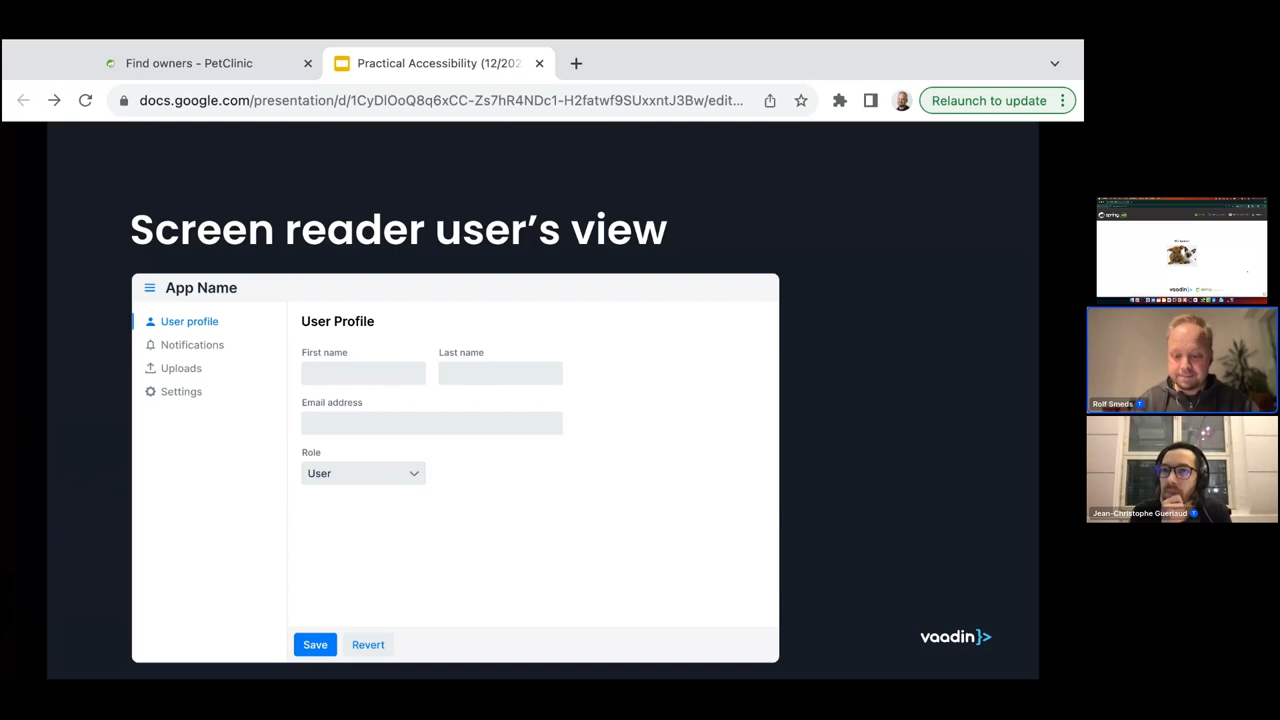 Find owners - PetClinic
Practical Accessibility (12/202
docs.google.com/presentation/d/1CyDlOoQ8q6xCC-Zs7hR4NDc1-H2fatwf9SUxxntJ3Bw/edit...
Relaunch to update
Screen reader user's view
App Name
User profile
Notifications
Uploads
Settings
User Profile
First name
Last name
Email address
Role
User
Save
Revert
vaadin}>
spring
vaadin}>
Rolf Smeds
Jean-Christophe Gueriaud